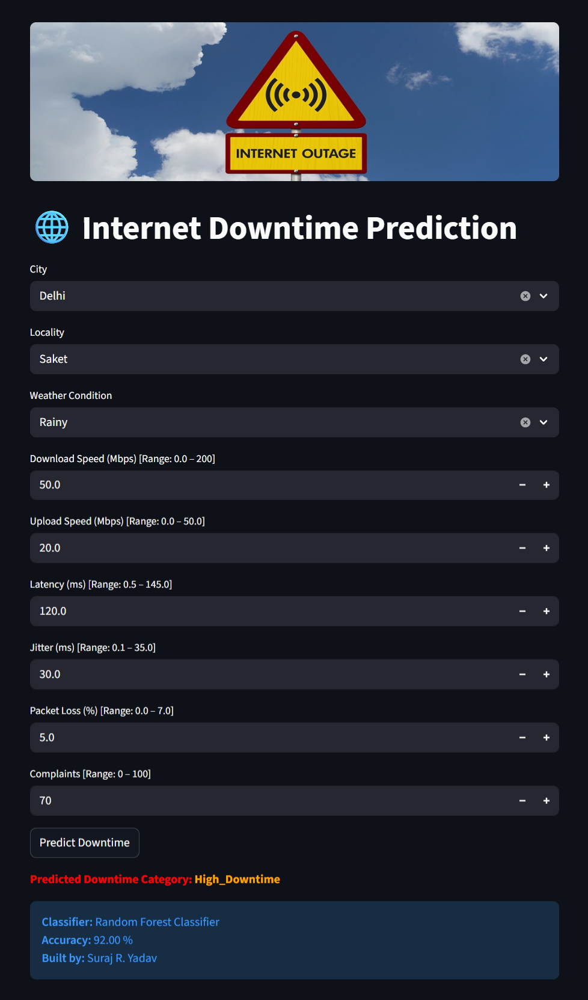 INTERNET OUTAGE
Internet Downtime Prediction
City
Delhi
Locality
Saket
Weather Condition
Rainy
Download Speed (Mbps) [Range: 0.0 – 200]
50.0
Upload Speed (Mbps) [Range: 0.0 – 50.0]
20.0
Latency (ms) [Range: 0.5 – 145.0]
120.0
Jitter (ms) [Range: 0.1 – 35.0]
30.0
Packet Loss (%) [Range: 0.0 – 7.0]
5.0
Complaints [Range: 0 – 100]
70
Predict Downtime
Predicted Downtime Category: High_Downtime
Classifier: Random Forest Classifier
Accuracy: 92.00 %
Built by: Suraj R. Yadav